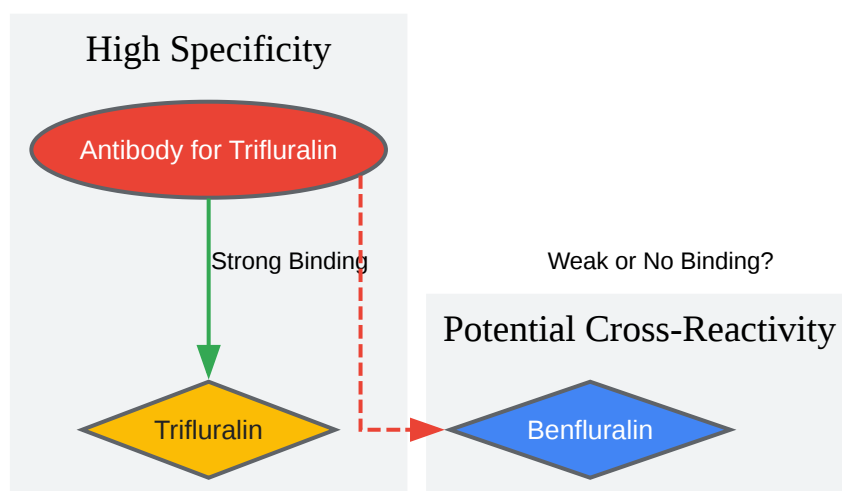 High Specificity
Antibody for Trifluralin
Strong Binding
Weak or No Binding?
Potential Cross-Reactivity
Trifluralin
Benfluralin